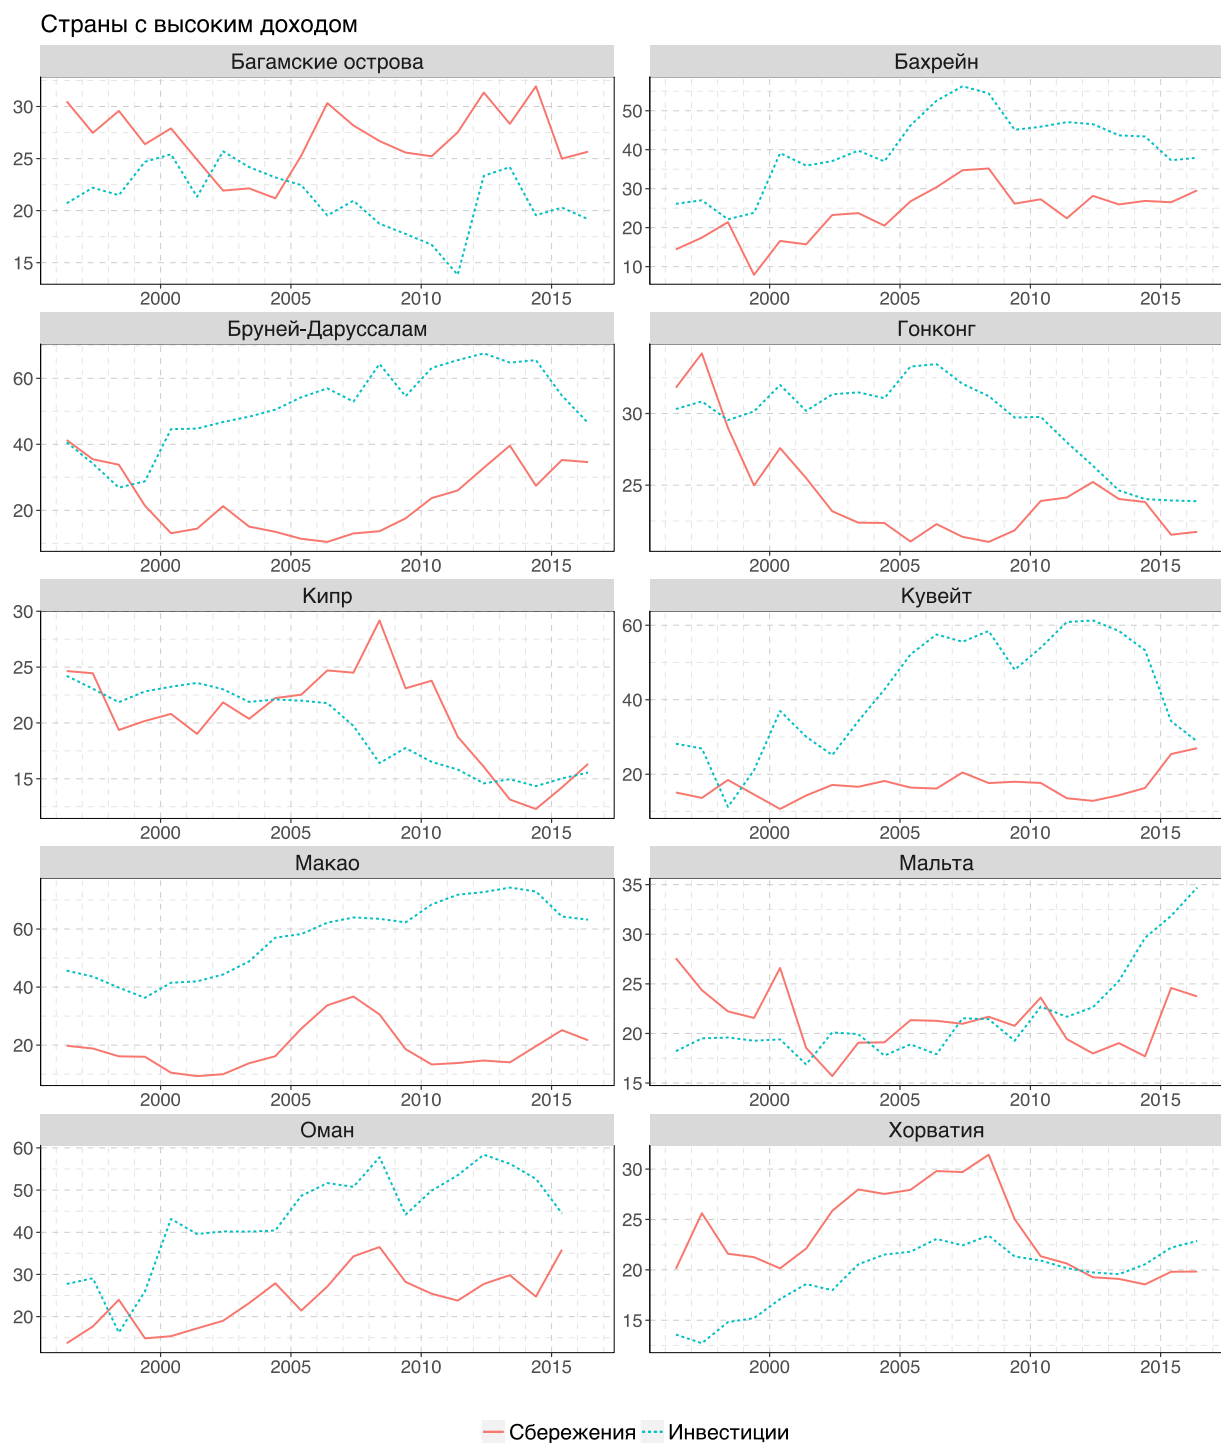 Страны с высоким доходом
Багамские острова
30
25
20
15
2000 2005 2010 2015
Бахрейн
50
40
30
20
10
2000 2005 2010 2015
Бруней-Даруссалам
60
40
20
2000 2005 2010 2015
Гонконг
30
25
2000 2005 2010 2015
Кипр
30
25
20
15
2000 2005 2010 2015
Кувейт
60
40
20
2000 2005 2010 2015
Макао
60
40
20
2000 2005 2010 2015
Мальта
35
30
25
20
15
2000 2005 2010 2015
Оман
60
50
40
30
20
2000 2005 2010 2015
Хорватия
30
25
20
15
2000 2005 2010 2015
Сбережения Инвестиции